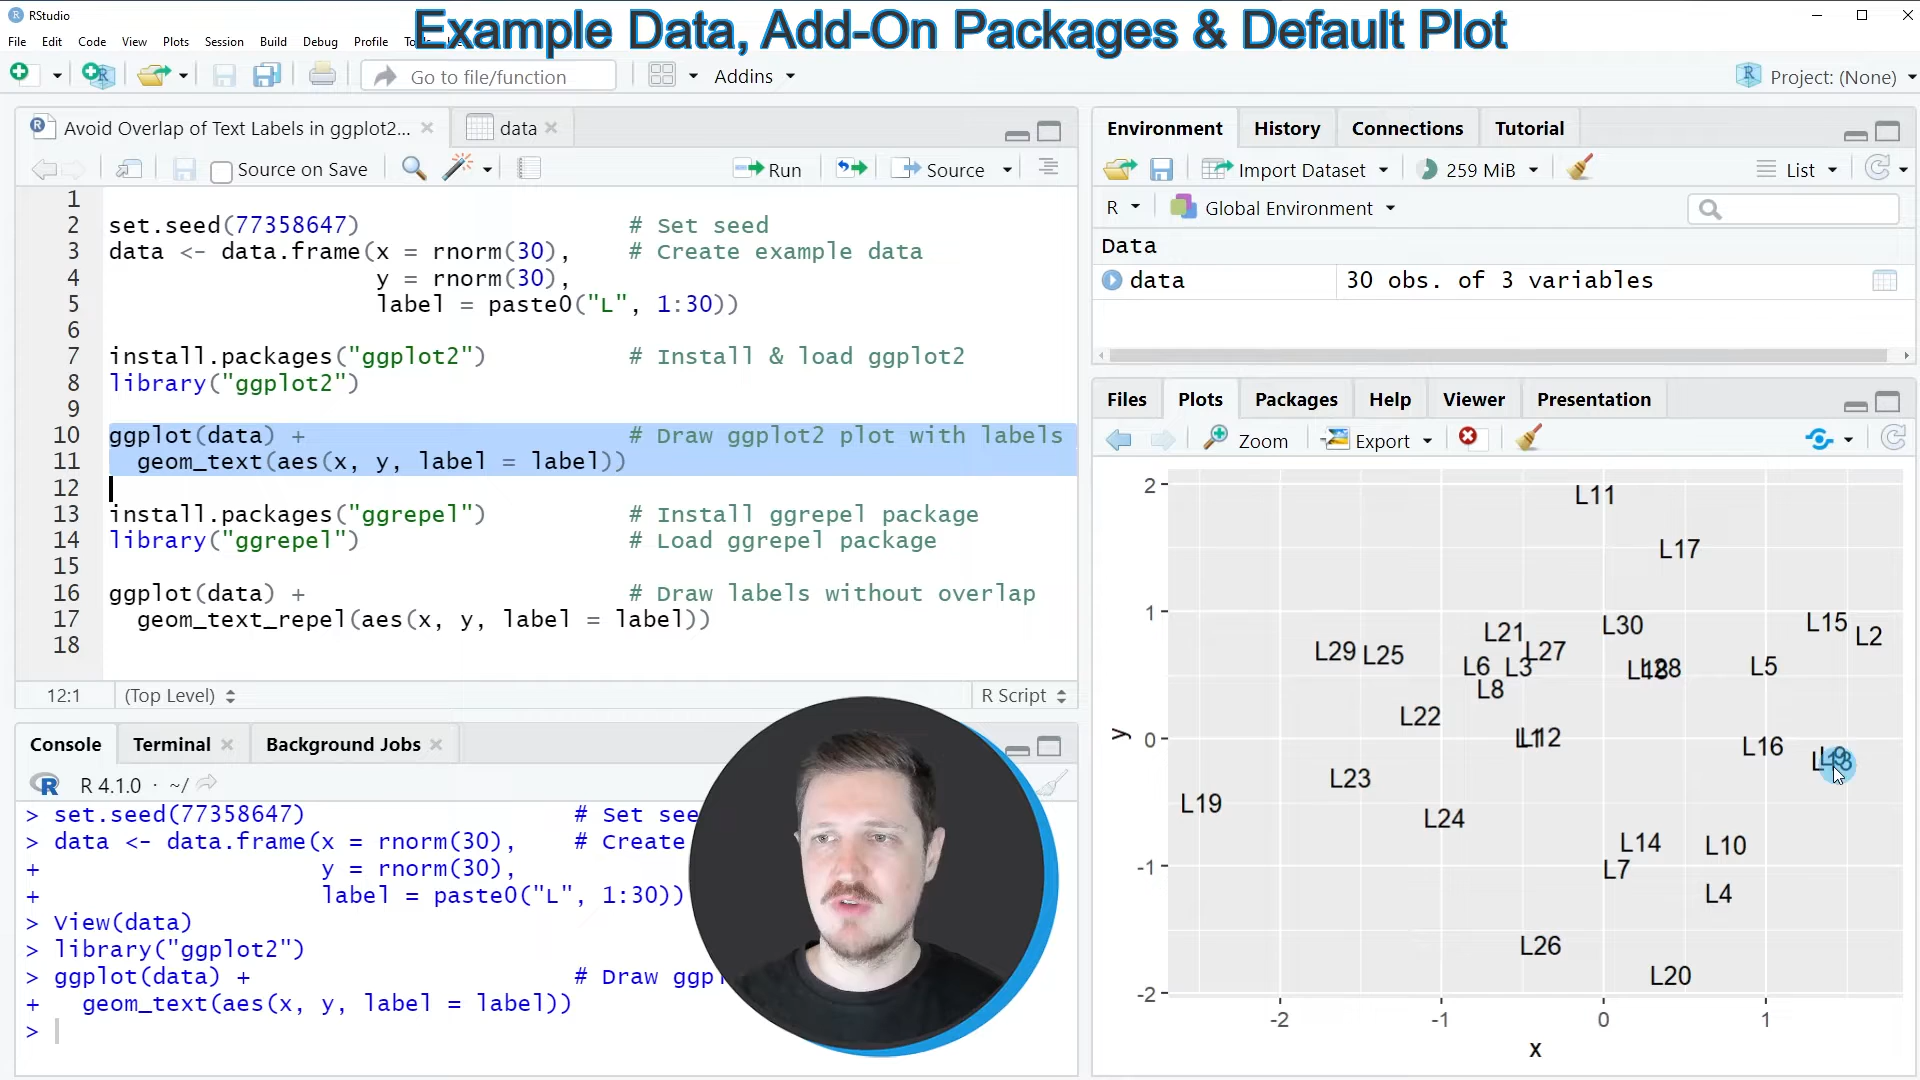 RStudio
Example Data, Add-On Packages & Default Plot
File Edit Code View Plots Session Build Debug Profile
Go to file/function
Addins
Project: (None)
Avoid Overlap of Text Labels in ggplot2...
data
Source on Save
Run
Source
1
2 set.seed(77358647) # Set seed
3 data <- data.frame(x = rnorm(30), # Create example data
4 y = rnorm(30),
5 label = paste0("L", 1:30))
6
7 install.packages("ggplot2") # Install & load ggplot2
8 library("ggplot2")
9
10 ggplot(data) + # Draw ggplot2 plot with labels
11 geom_text(aes(x, y, label = label))
12
13 install.packages("ggrepel") # Install ggrepel package
14 library("ggrepel") # Load ggrepel package
15
16 ggplot(data) + # Draw labels without overlap
17 geom_text_repel(aes(x, y, label = label))
18
12:1 (Top Level) R Script
Console Terminal Background Jobs
R 4.1.0 · ~/
> set.seed(77358647) # Set
> data <- data.frame(x = rnorm(30), # Create
+ y = rnorm(30),
+ label = paste0("L", 1:30))
> View(data)
> library("ggplot2")
> ggplot(data) + # Draw
+ geom_text(aes(x, y, label = label))
>
Environment History Connections Tutorial
Import Dataset 259 MiB List
R Global Environment
Data
data 30 obs. of 3 variables
Files Plots Packages Help Viewer Presentation
Zoom Export
2
L11
L17
1
L15
L30
L21
L2
L29
L27
L25
L6
L3
L5
L8
L22
y
0
L12
L16
L23
L19
L24
L14
L10
-1
L7
L4
L26
L20
-2
-2 -1 0 1
x